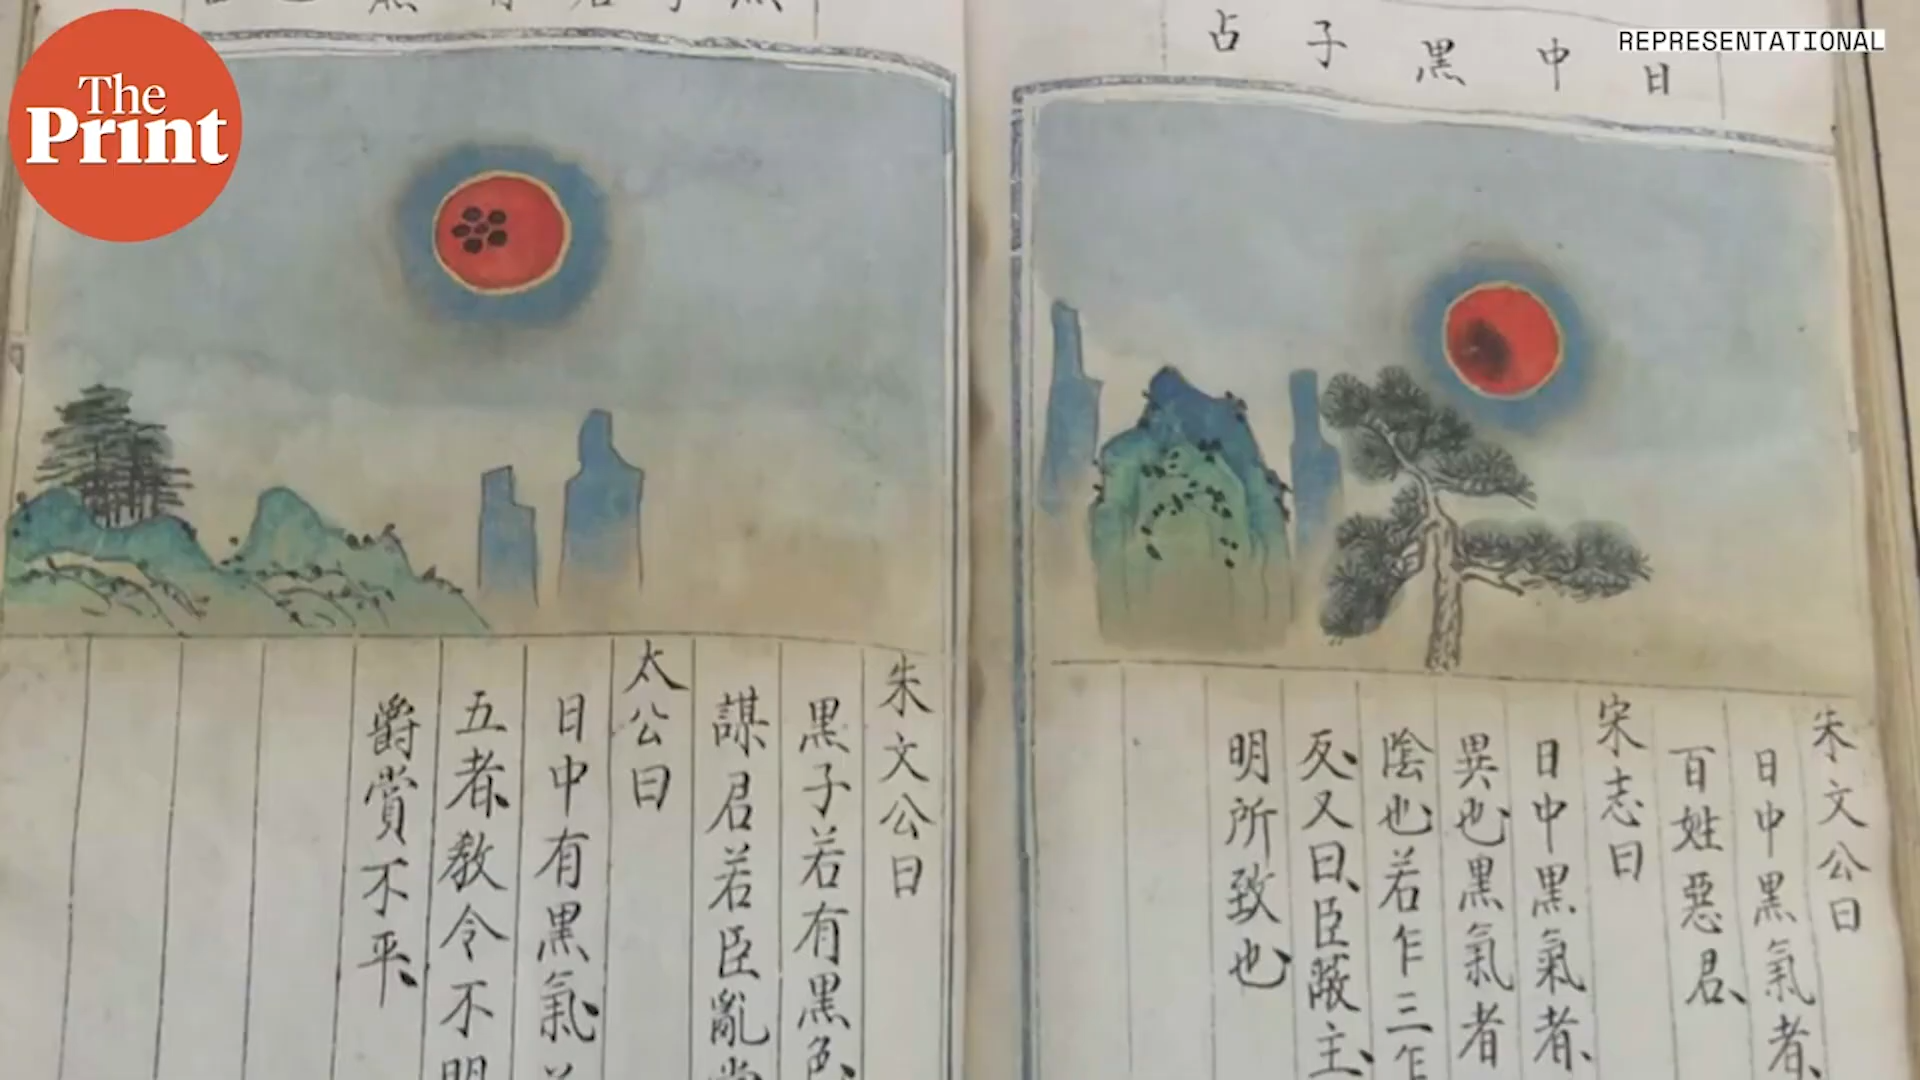 The
Print
REPRESENTATIONAL
日中黑子占
朱文公曰
日中黑氣者、
百姓惡君、
宋志曰
日中黑氣者、
異也黑氣者
陰也若乍三乍
又曰、臣蔽主、
明所致也
朱文公曰
黑子若有黑色
謀君若臣亂
太公曰
日中有黑氣
五者、教令不明
爵賞不平、